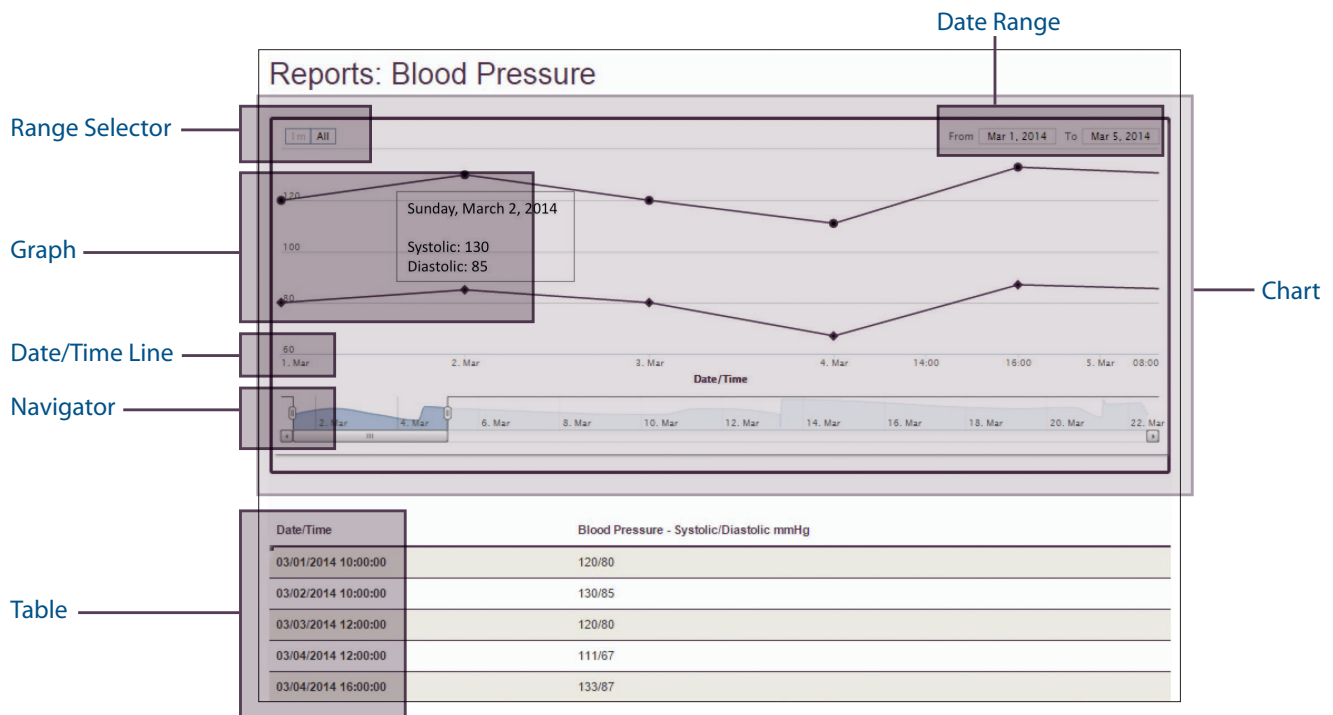 Date Range
Reports: Blood Pressure
Range Selector
1m All
From Mar 1, 2014 To Mar 5, 2014
120
Sunday, March 2, 2014
Graph
100
Systolic: 130
Diastolic: 85
Chart
80
Date/Time Line
60
1. Mar 2. Mar 3. Mar 4. Mar 14:00 16:00 5. Mar 08:00
Date/Time
Navigator
2. Mar 4. Mar 6. Mar 8. Mar 10. Mar 12. Mar 14. Mar 16. Mar 18. Mar 20. Mar 22. Mar
Date/Time Blood Pressure - Systolic/Diastolic mmHg
03/01/2014 10:00:00 120/80
03/02/2014 10:00:00 130/85
Table
03/03/2014 12:00:00 120/80
03/04/2014 12:00:00 111/67
03/04/2014 16:00:00 133/87